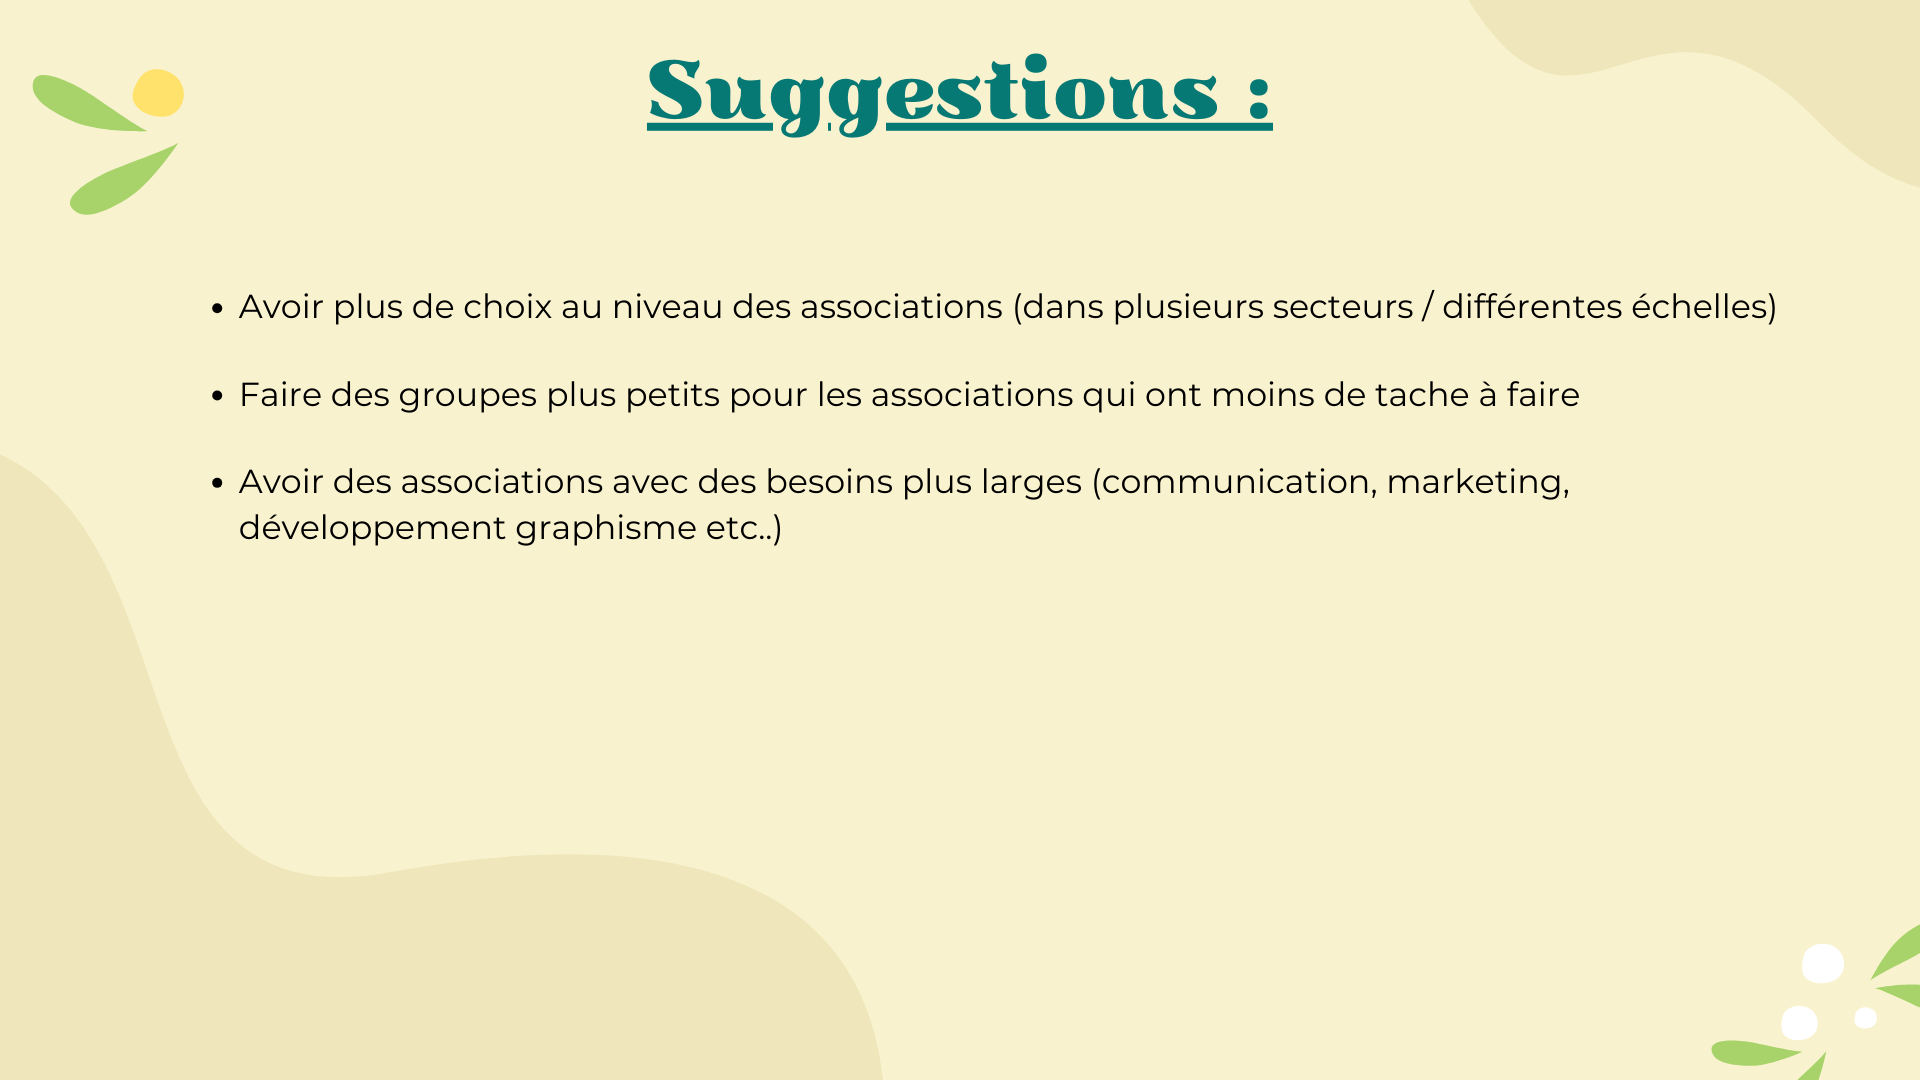 Suggestions :
• Avoir plus de choix au niveau des associations (dans plusieurs secteurs / différentes échelles)
• Faire des groupes plus petits pour les associations qui ont moins de tache à faire
• Avoir des associations avec des besoins plus larges (communication, marketing,
développement graphisme etc..)